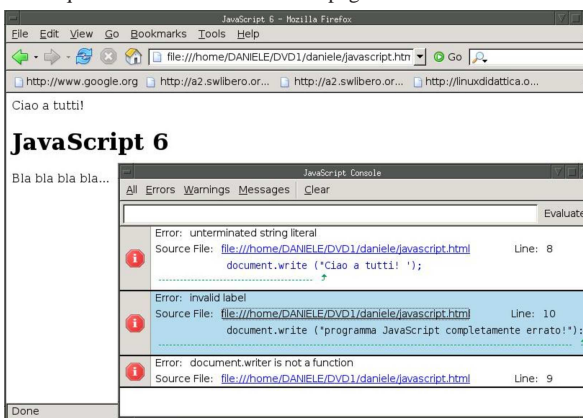 JavaScript 6 - Mozilla Firefox
File Edit View Go Bookmarks Tools Help
file:///home/DANIELE/DVD1/daniele/javascript.htn Go
http://www.google.org http://a2.swlibero.or... http://a2.swlibero.or... http://linuxdidattica.o...
Ciao a tutti!
JavaScript 6
Bla bla bla bla...
JavaScript Console
All Errors Warnings Messages Clear
Evaluate
Error: unterminated string literal
Source File: file:///home/DANIELE/DVD1/daniele/javascript.html Line: 8
document.write ("Ciao a tutti! ');
Error: invalid label
Source File: file:///home/DANIELE/DVD1/daniele/javascript.html Line: 10
document.write ("programma JavaScript completamente errato!");
Error: document.writer is not a function
Source File: file:///home/DANIELE/DVD1/daniele/javascript.html Line: 9
Done